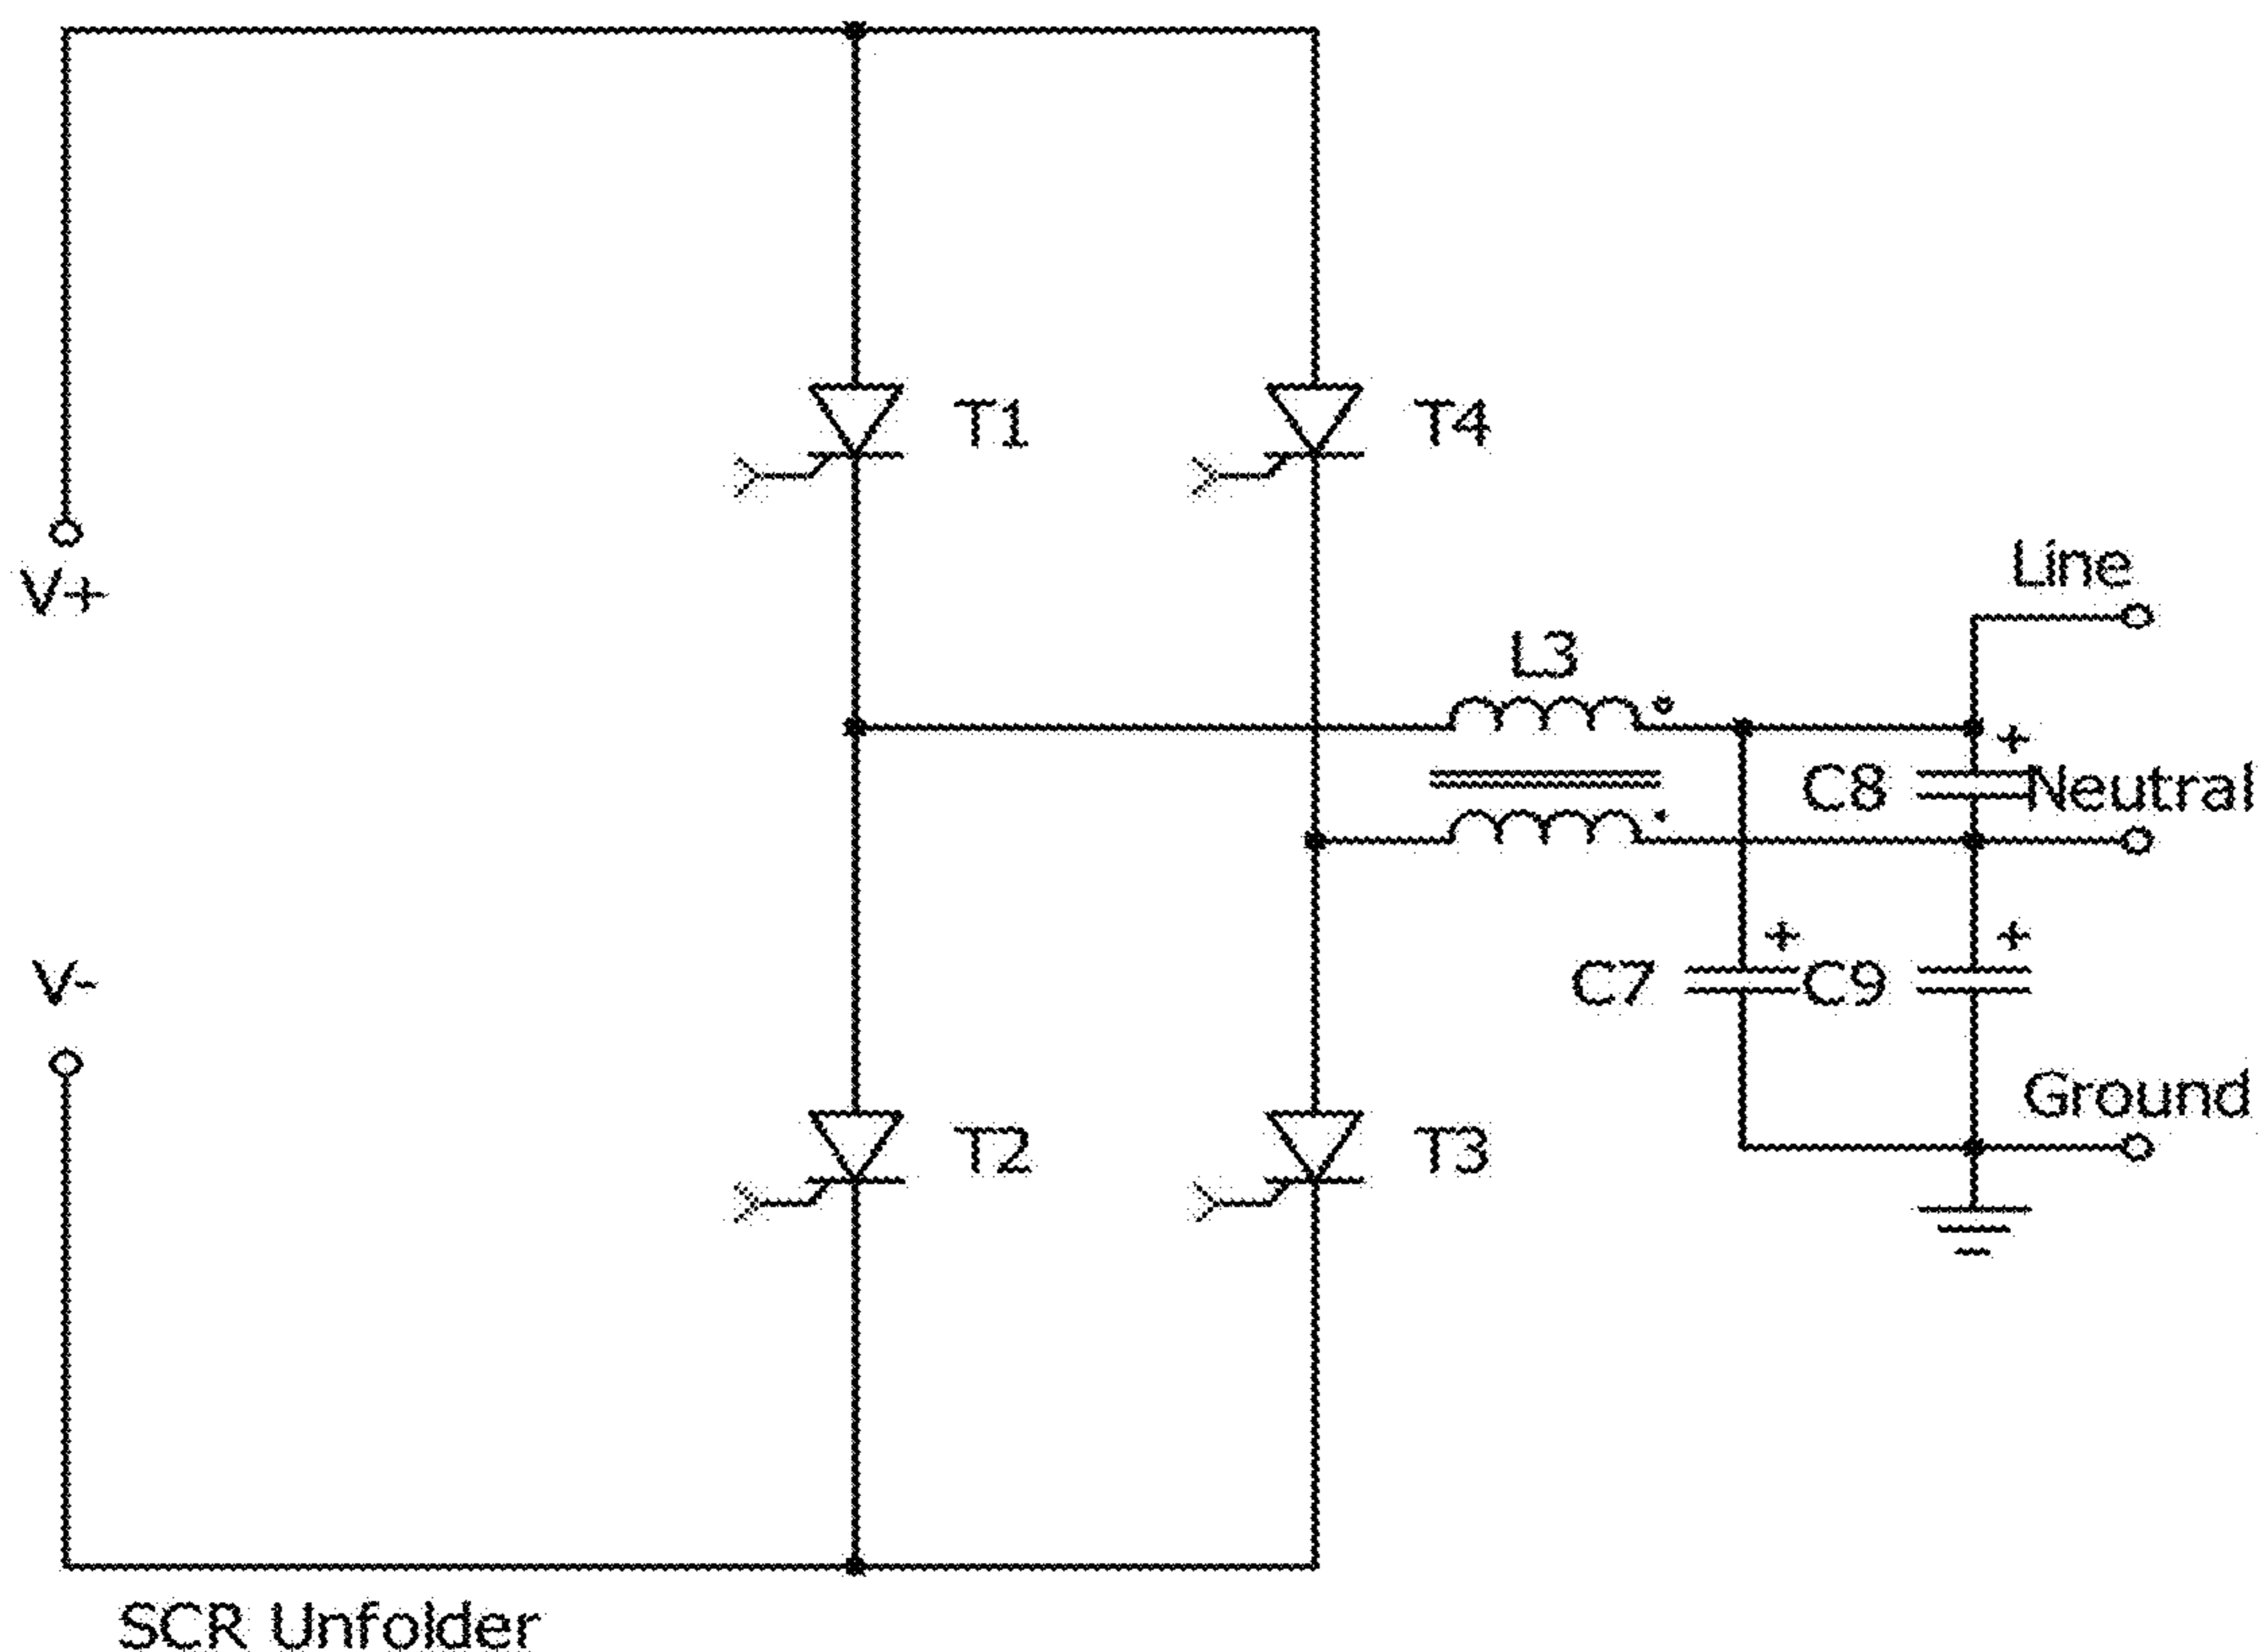 T1
T4
V+
Line
L3
+
C8
Neutral
V-
+
+
C7
C9
T2
T3
Ground
SCR Unfolder